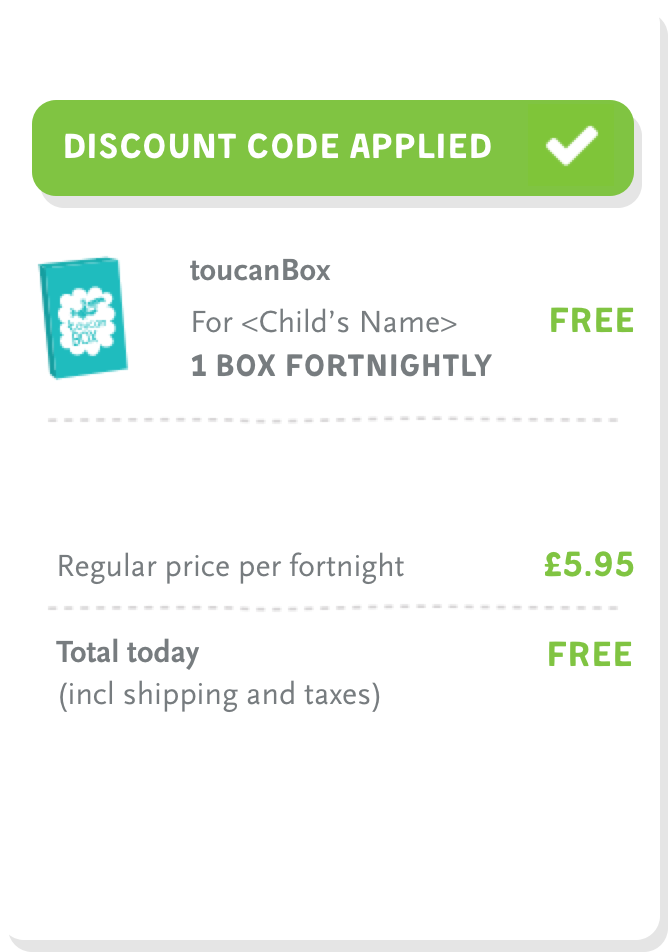 DISCOUNT CODE APPLIED
toucanBox
For <Child's Name>
FREE
1 BOX FORTNIGHTLY
toucan
BOX
Regular price per fortnight
£5.95
Total today
FREE
(incl shipping and taxes)